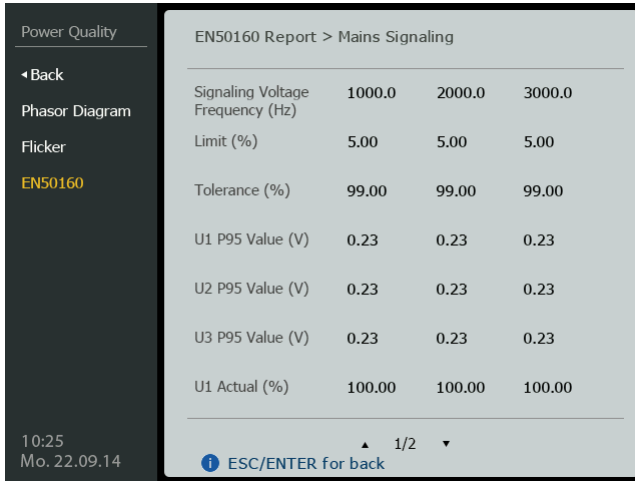 Power Quality
◂Back
Phasor Diagram
Flicker
EN50160
10:25
Mo. 22.09.14
EN50160 Report > Mains Signaling
Signaling Voltage Frequency (Hz) 1000.0 2000.0 3000.0
Limit (%) 5.00 5.00 5.00
Tolerance (%) 99.00 99.00 99.00
U1 P95 Value (V) 0.23 0.23 0.23
U2 P95 Value (V) 0.23 0.23 0.23
U3 P95 Value (V) 0.23 0.23 0.23
U1 Actual (%) 100.00 100.00 100.00
▲ 1/2 ▼
i ESC/ENTER for back